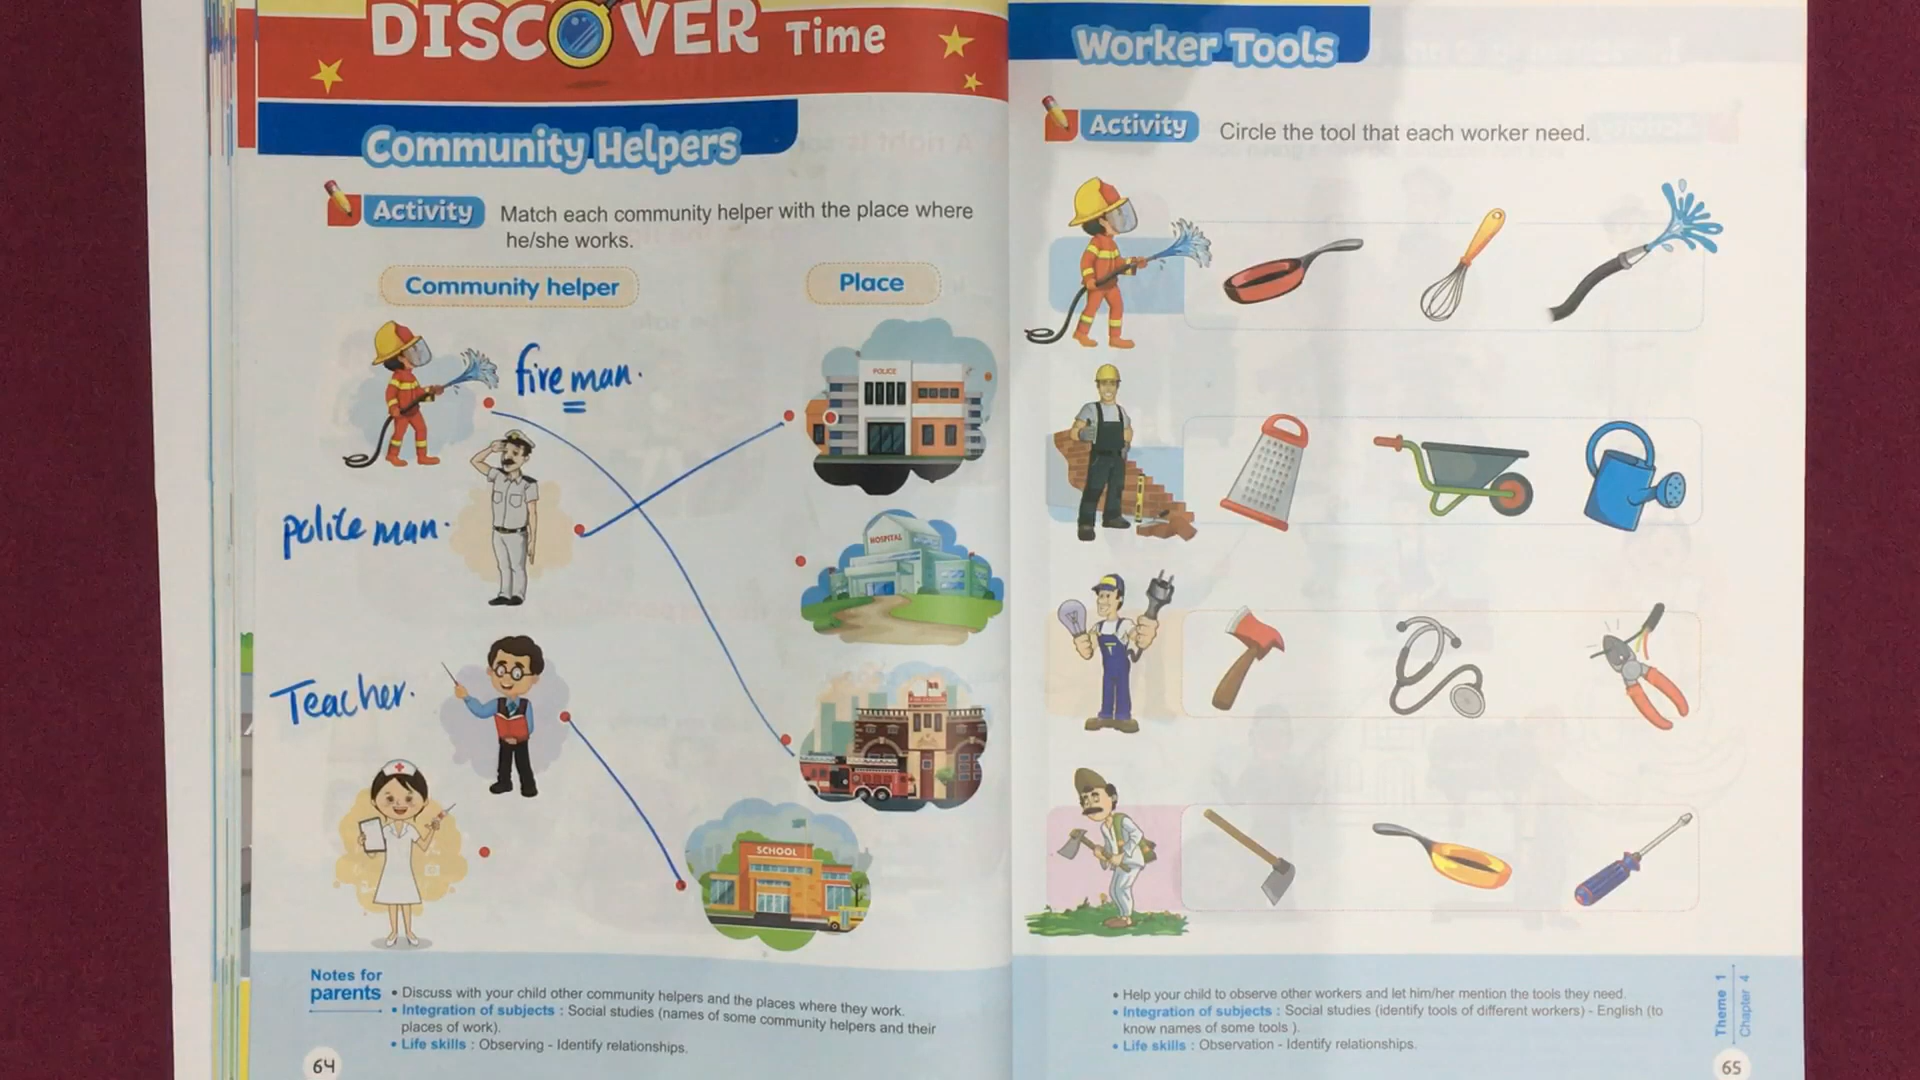 DISCOVER Time
Community Helpers
Activity
Match each community helper with the place where
he/she works.
Community helper
Place
fireman.
POLICE
police man.
HOSPITAL
Teacher.
SCHOOL
Notes for
parents
• Discuss with your child other community helpers and the places where they work.
• Integration of subjects : Social studies (names of some community helpers and their
places of work).
• Life skills : Observing - Identify relationships.
64
Worker Tools
Activity
Circle the tool that each worker need.
• Help your child to observe other workers and let him/her mention the tools they need.
• Integration of subjects : Social studies (identify tools of different workers) - English (to
know names of some tools ).
• Life skills : Observation - Identify relationships.
Theme 1
Chapter 4
65